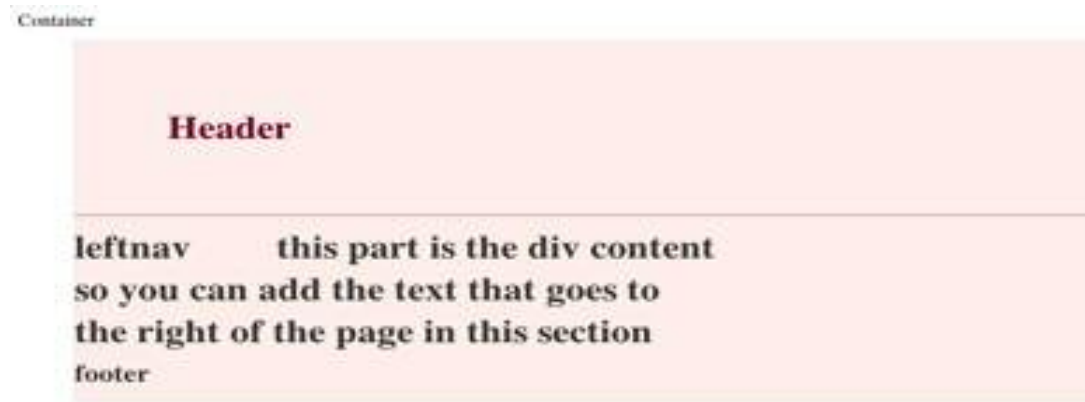 Container
Header
leftnav this part is the div content
so you can add the text that goes to
the right of the page in this section
footer